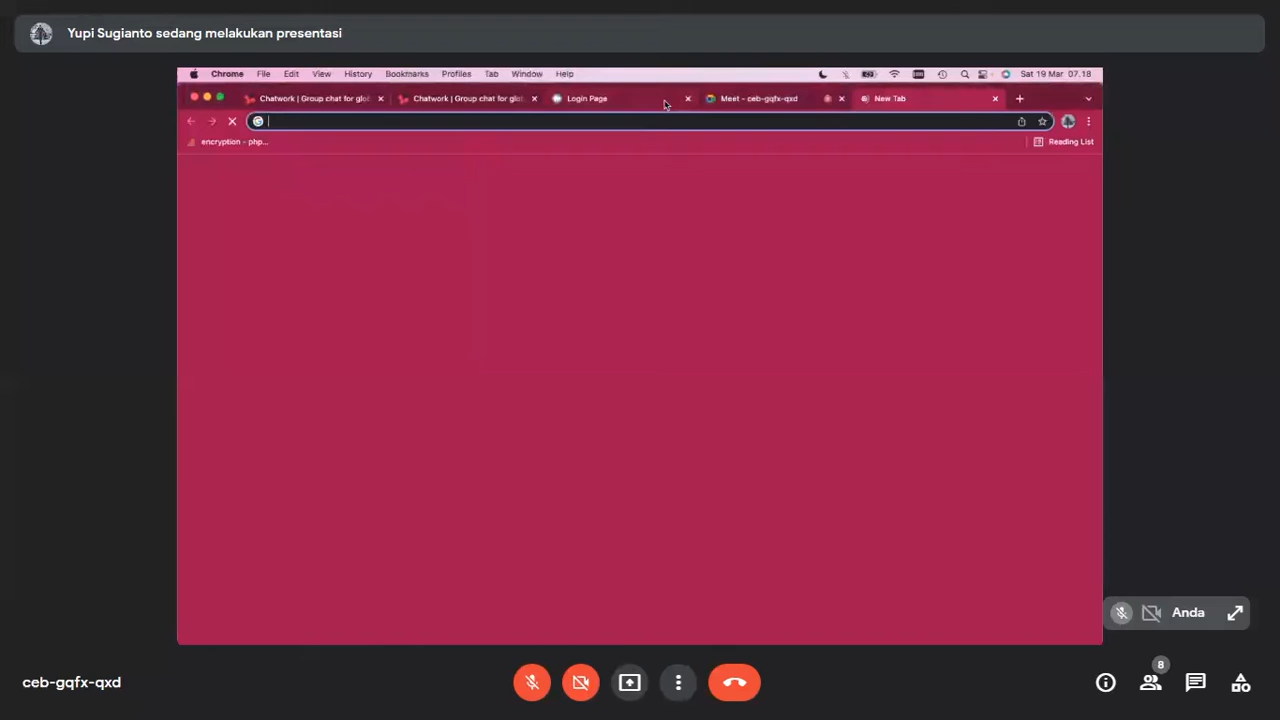 Yupi Sugianto sedang melakukan presentasi
Chrome File Edit View History Bookmarks Profiles Tab Window Help Sat 19 Mar 07.18
Chatwork | Group chat for glob Chatwork | Group chat for glob Login Page Meet - ceb-gqfx-qxd New Tab
encryption - php... Reading List
Anda
ceb-gqfx-qxd 8